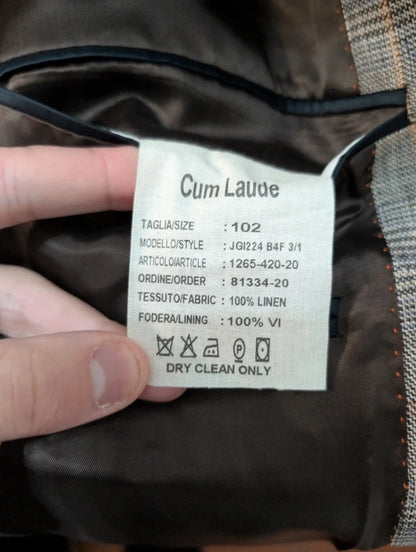 Cum Laude
TAGLIA/SIZE : 102
MODELLO/STYLE : JGI224 B4F 3/1
ARTICOLO/ARTICLE : 1265-420-20
ORDINE/ORDER : 81334-20
TESSUTO/FABRIC : 100% LINEN
FODERA/LINING : 100% VI
P
DRY CLEAN ONLY